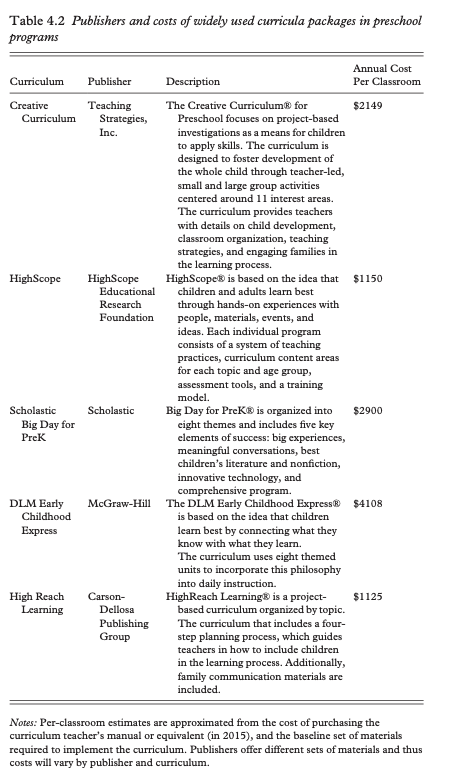 Table 4.2 Publishers and costs of widely used curricula packages in preschool
programs
Annual Cost
Curriculum Publisher Description Per Classroom
Creative Teaching The Creative Curriculum® for $2149
Curriculum Strategies, Preschool focuses on project-based
Inc. investigations as a means for children
to apply skills. The curriculum is
designed to foster development of
the whole child through teacher-led,
small and large group activities
centered around 11 interest areas.
The curriculum provides teachers
with details on child development,
classroom organization, teaching
strategies, and engaging families in
the learning process.
HighScope HighScope HighScope® is based on the idea that $1150
Educational children and adults learn best
Research through hands-on experiences with
Foundation people, materials, events, and
ideas. Each individual program
consists of a system of teaching
practices, curriculum content areas
for each topic and age group,
assessment tools, and a training
model.
Scholastic Scholastic Big Day for PreK® is organized into $2900
Big Day for eight themes and includes five key
PreK elements of success: big experiences,
meaningful conversations, best
children's literature and nonfiction,
innovative technology, and
comprehensive program.
DLM Early McGraw-Hill The DLM Early Childhood Express® $4108
Childhood is based on the idea that children
Express learn best by connecting what they
know with what they learn.
The curriculum uses eight themed
units to incorporate this philosophy
into daily instruction.
High Reach Carson- HighReach Learning® is a project- $1125
Learning Dellosa based curriculum organized by topic.
Publishing The curriculum that includes a four-
Group step planning process, which guides
teachers in how to include children
in the learning process. Additionally,
family communication materials are
included.
Notes: Per-classroom estimates are approximated from the cost of purchasing the
curriculum teacher's manual or equivalent (in 2015), and the baseline set of materials
required to implement the curriculum. Publishers offer different sets of materials and thus
costs will vary by publisher and curriculum.